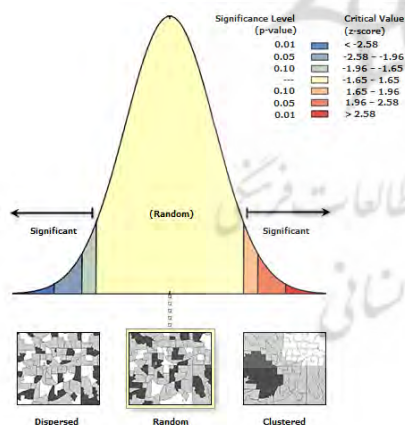 Significance Level Critical Value
(p-value) (z-score)
0.01 < -2.58
0.05 -2.58 - -1.96
0.10 -1.96 - -1.65
--- -1.65 - 1.65
0.10 1.65 - 1.96
0.05 1.96 - 2.58
0.01 > 2.58
(Random)
Significant Significant
Dispersed Random Clustered